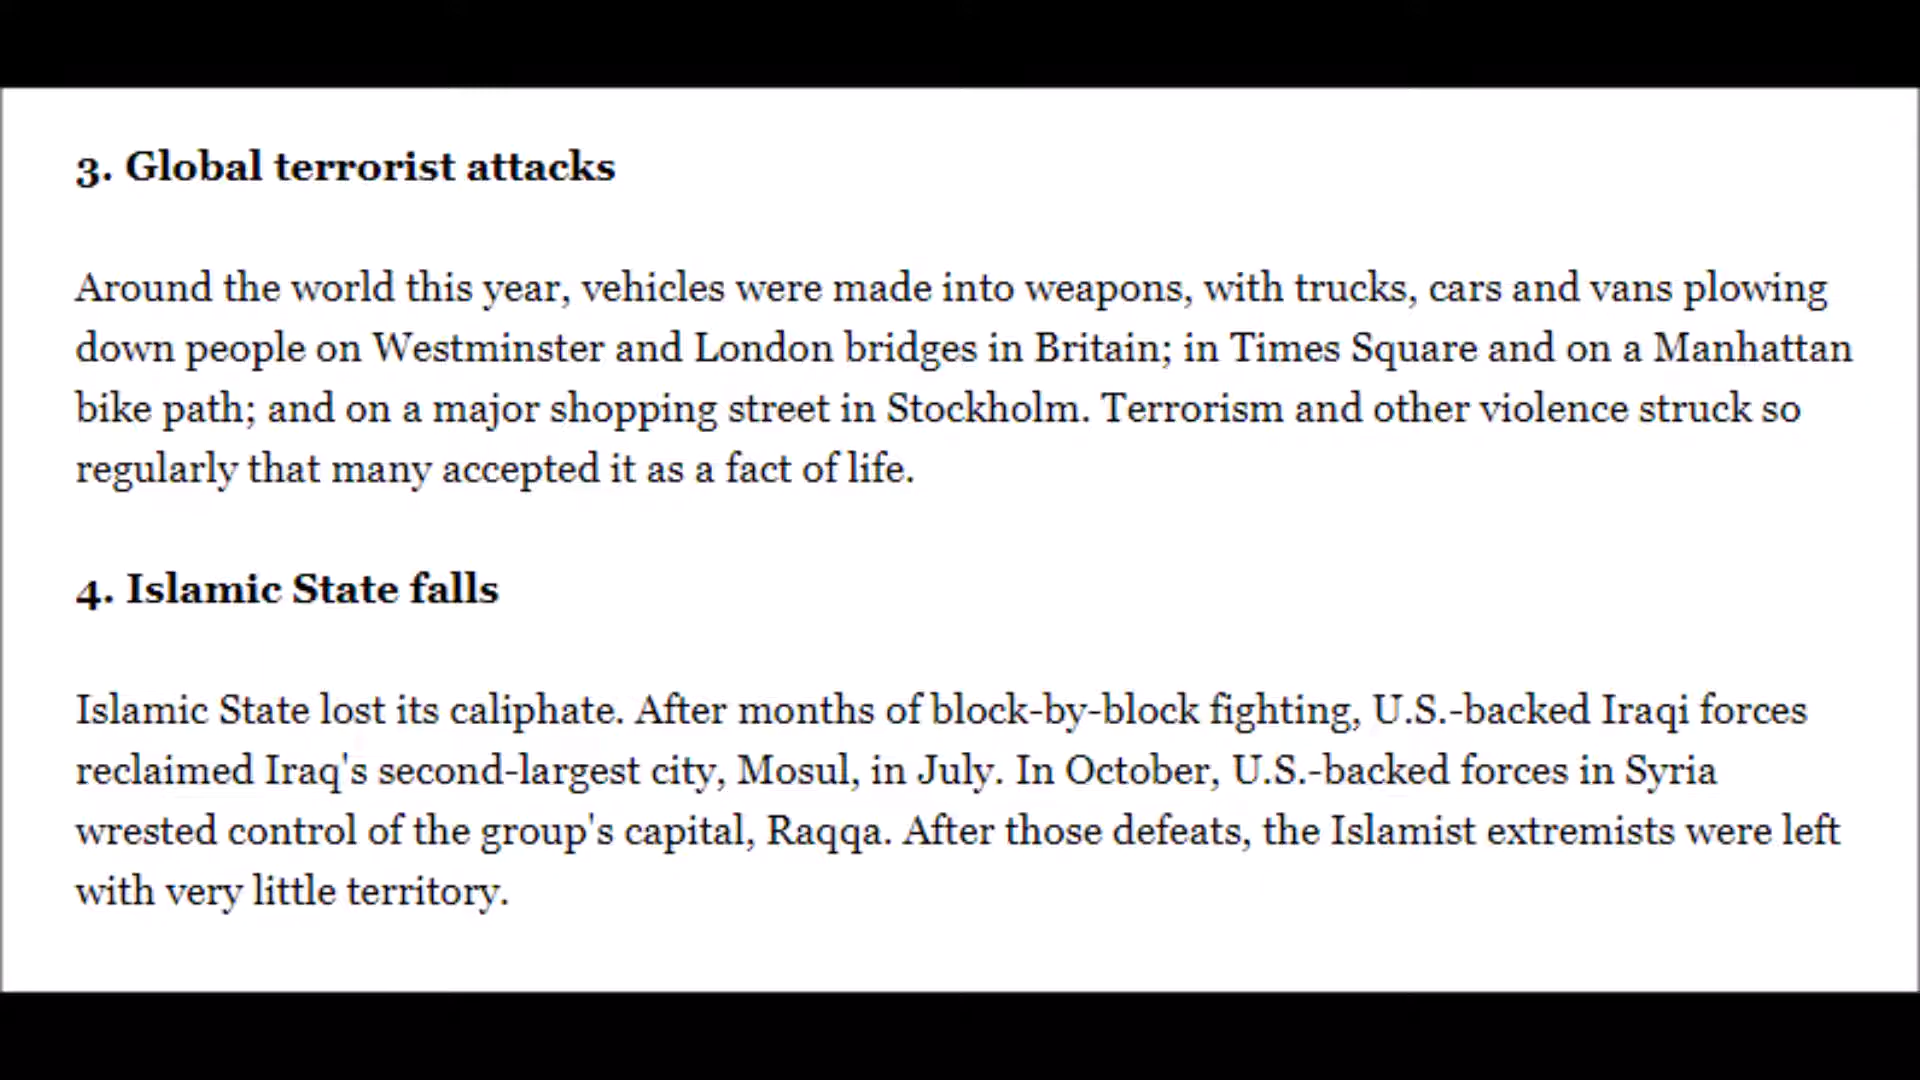 3. Global terrorist attacks
Around the world this year, vehicles were made into weapons, with trucks, cars and vans plowing
down people on Westminster and London bridges in Britain; in Times Square and on a Manhattan
bike path; and on a major shopping street in Stockholm. Terrorism and other violence struck so
regularly that many accepted it as a fact of life.
4. Islamic State falls
Islamic State lost its caliphate. After months of block-by-block fighting, U.S.-backed Iraqi forces
reclaimed Iraq's second-largest city, Mosul, in July. In October, U.S.-backed forces in Syria
wrested control of the group's capital, Raqqa. After those defeats, the Islamist extremists were left
with very little territory.